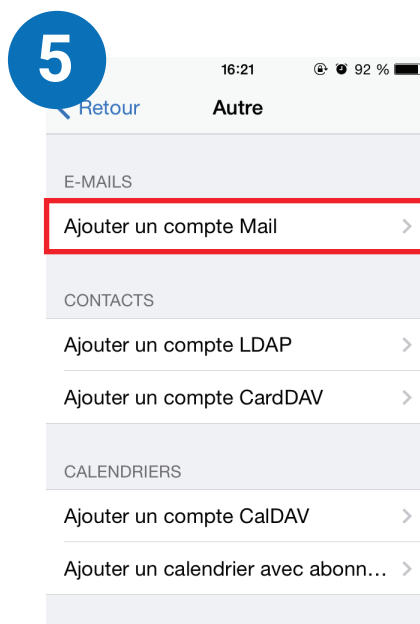 5
16:21 92 %
Retour Autre
E-MAILS
Ajouter un compte Mail
CONTACTS
Ajouter un compte LDAP
Ajouter un compte CardDAV
CALENDRIERS
Ajouter un compte CalDAV
Ajouter un calendrier avec abonn...